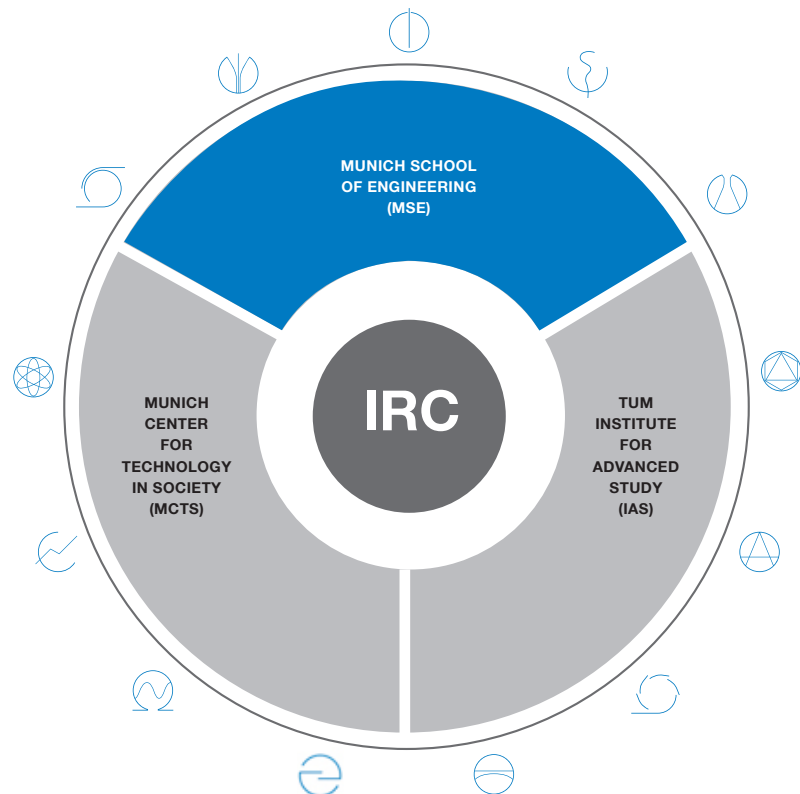 MUNICH SCHOOL
OF ENGINEERING
(MSE)
IRC
MUNICH
CENTER
FOR
TECHNOLOGY
IN SOCIETY
(MCTS)
TUM
INSTITUTE
FOR
ADVANCED
STUDY
(IAS)